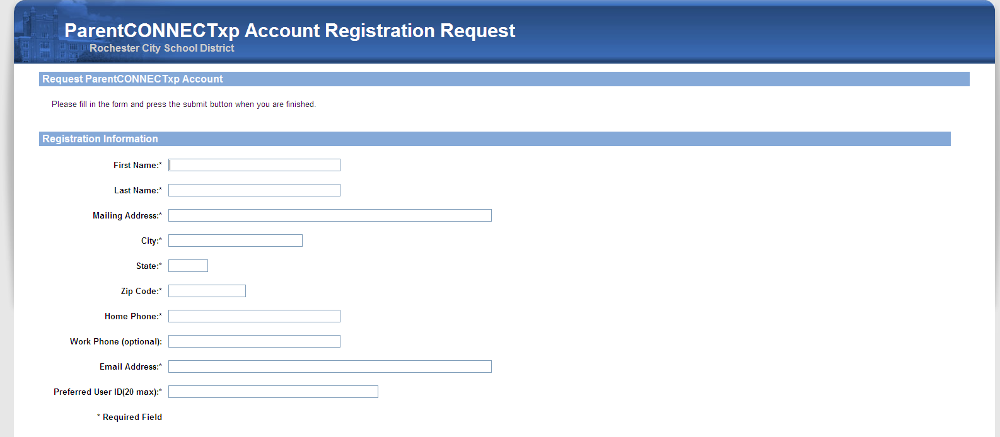 ParentCONNECTxp Account Registration Request
Rochester City School District
Request ParentCONNECTxp Account
Please fill in the form and press the submit button when you are finished.
Registration Information
First Name:*
Last Name:*
Mailing Address:*
City:*
State:*
Zip Code:*
Home Phone:*
Work Phone (optional):
Email Address:*
Preferred User ID(20 max):*
* Required Field